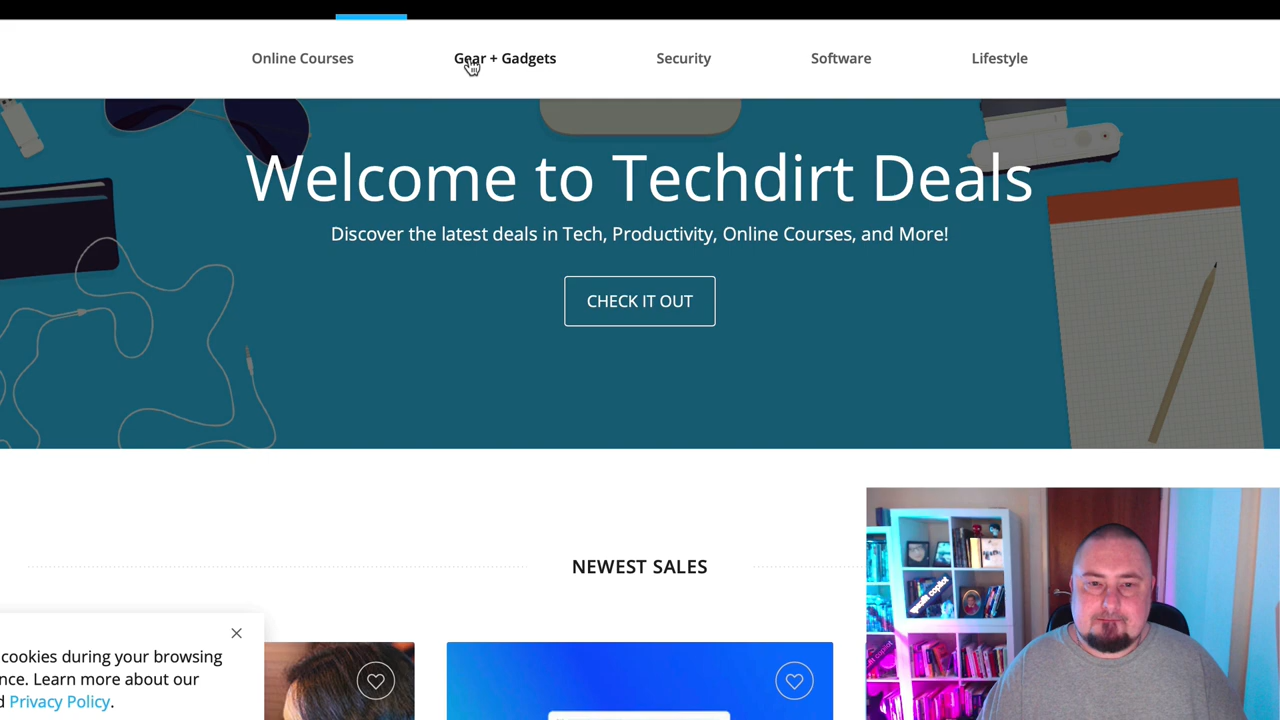 Online Courses
Gear + Gadgets
Security
Software
Lifestyle
Welcome to Techdirt Deals
Discover the latest deals in Tech, Productivity, Online Courses, and More!
CHECK IT OUT
NEWEST SALES
cookies during your browsing
nce. Learn more about our
d Privacy Policy.